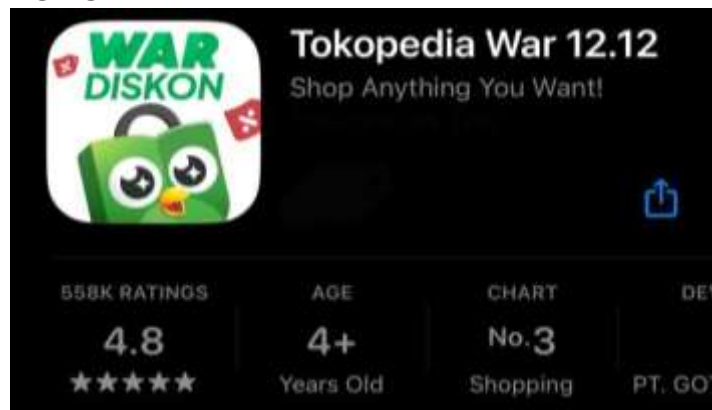 WAR
DISKON
Tokopedia War 12.12
Shop Anything You Want!
558K RATINGS
AGE
CHART
4.8
4+
No.3
Years Old
Shopping
PT. GO